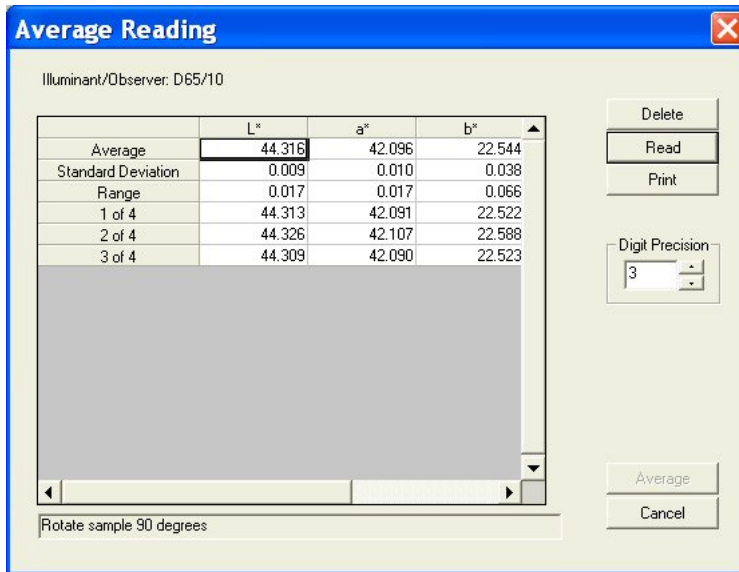 Average Reading
Illuminant/Observer: D65/10
L* a* b*
Average 44.316 42.096 22.544
Standard Deviation 0.009 0.010 0.038
Range 0.017 0.017 0.066
1 of 4 44.313 42.091 22.522
2 of 4 44.326 42.107 22.588
3 of 4 44.309 42.090 22.523
Rotate sample 90 degrees
Delete
Read
Print
Digit Precision
3
Average
Cancel